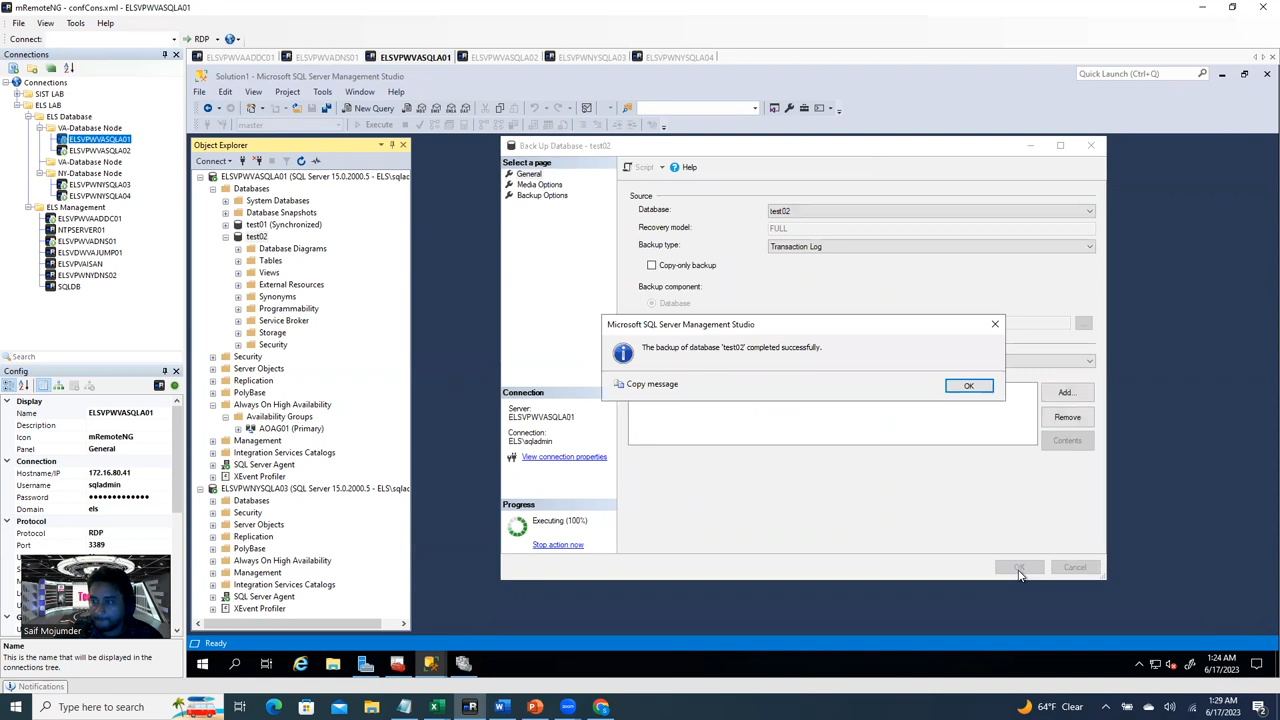 mRemoteNG - confCons.xml - ELSVPWVASQLA01
File View Tools Help
Connect: RDP
Connections
Connections
SIST LAB
ELS LAB
ELS Database
VA-Database Node
ELSVPWVASQLA01
ELSVPWVASQLA02
VA-Database Node
NY-Database Node
ELSVPWNYSQLA03
ELSVPWNYSQLA04
ELS Management
ELSVPWVAADDC01
NTPSERVER01
ELSVPWVADNS01
ELSVDWVAJUMP01
ELSVPVAISAN
ELSVPWNYDNS02
SQLDB
Search
Config
Display
Name ELSVPWVASQLA01
Description
Icon mRemoteNG
Panel General
Connection
Hostname/IP 172.16.80.41
Username sqladmin
Password ●●●●●●●●●●●●●●
Domain els
Protocol
Protocol RDP
Port 3389
Saif Mojumder
Name
This is the name that will be displayed in the connections tree.
Notifications
ELSVPWVAADDC01 ELSVPWVADNS01 ELSVPWVASQLA01 ELSVPWVASQLA02 ELSVPWNYSQLA03 ELSVPWNYSQLA04
Solution1 - Microsoft SQL Server Management Studio
Quick Launch (Ctrl+Q)
File Edit View Project Tools Window Help
New Query
master Execute
Object Explorer
Connect
ELSVPWVASQLA01 (SQL Server 15.0.2000.5 - ELS\sqlac
Databases
System Databases
Database Snapshots
test01 (Synchronized)
test02
Database Diagrams
Tables
Views
External Resources
Synonyms
Programmability
Service Broker
Storage
Security
Security
Server Objects
Replication
PolyBase
Always On High Availability
Availability Groups
AOAG01 (Primary)
Management
Integration Services Catalogs
SQL Server Agent
XEvent Profiler
ELSVPWNYSQLA03 (SQL Server 15.0.2000.5 - ELS\sqlac
Databases
Security
Server Objects
Replication
PolyBase
Always On High Availability
Management
Integration Services Catalogs
SQL Server Agent
XEvent Profiler
Back Up Database - test02
Select a page
General
Media Options
Backup Options
Script Help
Source
Database: test02
Recovery model: FULL
Backup type: Transaction Log
Copy-only backup
Backup component:
Database
Microsoft SQL Server Management Studio
The backup of database 'test02' completed successfully.
Copy message OK
Add...
Remove
Contents
Connection
Server:
ELSVPWVASQLA01
Connection:
ELS\sqladmin
View connection properties
Progress
Executing (100%)
Stop action now
OK Cancel
Ready
1:24 AM
6/17/2023
Type here to search
64°F Clear
1:29 AM
6/17/2023